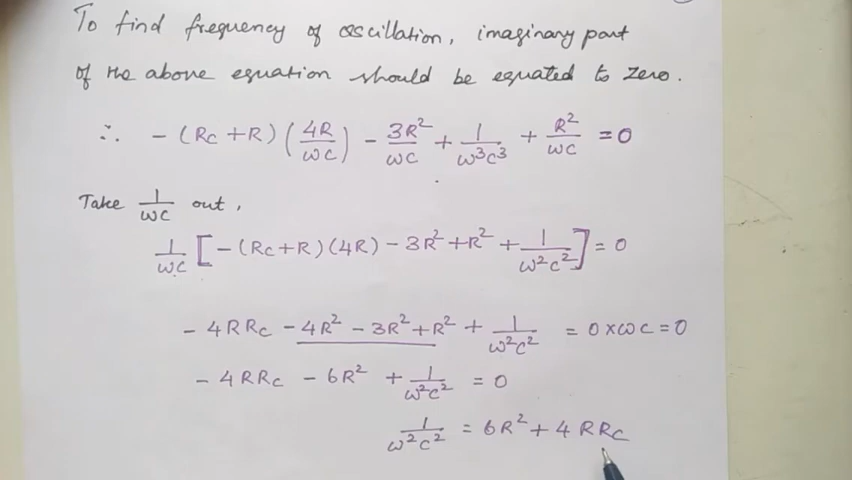 To find frequency of oscillation, imaginary part
of the above equation should be equated to zero.
∴ - (RC + R) (4R/ωC) - 3R²/ωC + 1/ω³C³ + R²/ωC = 0
Take 1/ωC out,
1/ωC [-(RC+R)(4R) - 3R² + R² + 1/ω²C²] = 0
- 4RRC - 4R² - 3R² + R² + 1/ω²C² = 0 × ωC = 0
- 4RRC - 6R² + 1/ω²C² = 0
1/ω²C² = 6R² + 4RRC